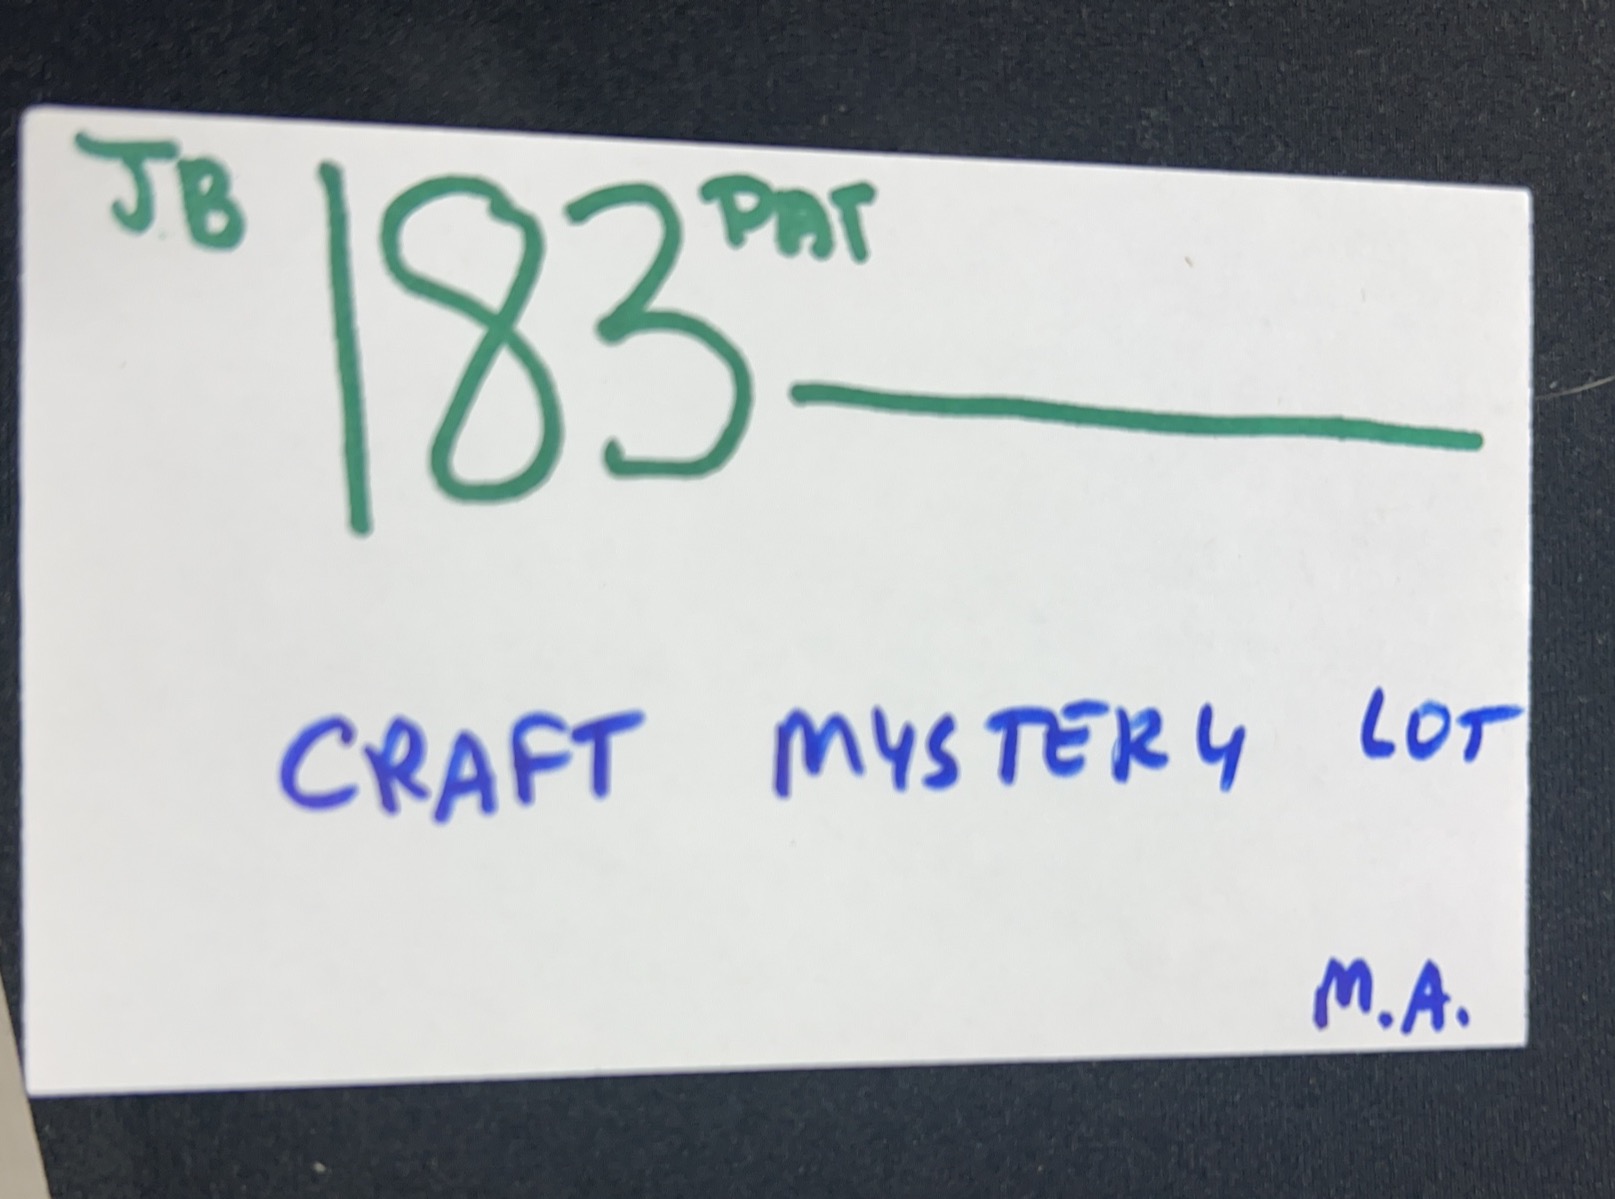 JB 183 PAT
CRAFT MYSTERY LOT
M.A.